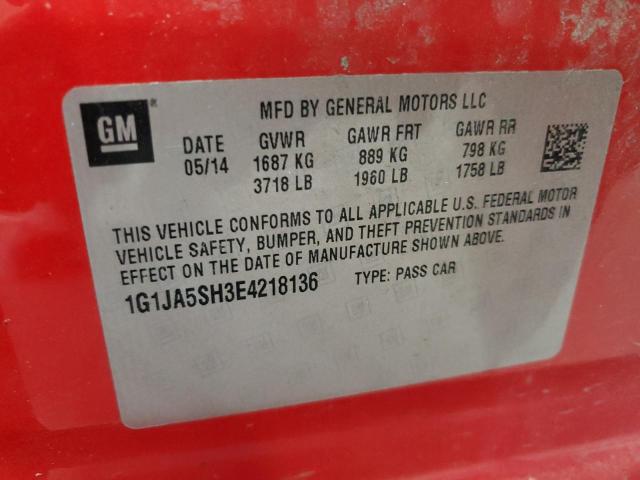 GM
MFD BY GENERAL MOTORS LLC
DATE GVWR GAWR FRT GAWR RR
05/14 1687 KG 889 KG 798 KG
3718 LB 1960 LB 1758 LB
THIS VEHICLE CONFORMS TO ALL APPLICABLE U.S. FEDERAL MOTOR
VEHICLE SAFETY, BUMPER, AND THEFT PREVENTION STANDARDS IN
EFFECT ON THE DATE OF MANUFACTURE SHOWN ABOVE.
1G1JA5SH3E4218136 TYPE: PASS CAR